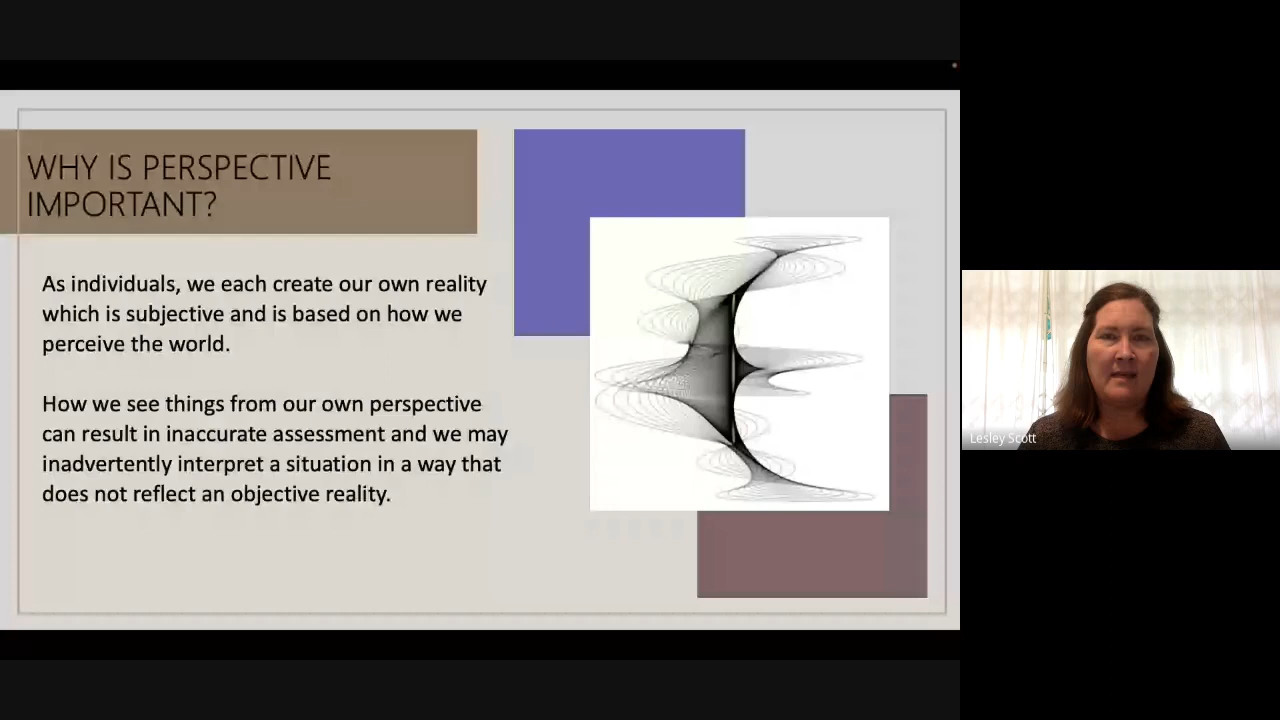 WHY IS PERSPECTIVE
IMPORTANT?
As individuals, we each create our own reality
which is subjective and is based on how we
perceive the world.
How we see things from our own perspective
can result in inaccurate assessment and we may
inadvertently interpret a situation in a way that
does not reflect an objective reality.
Lesley Scott